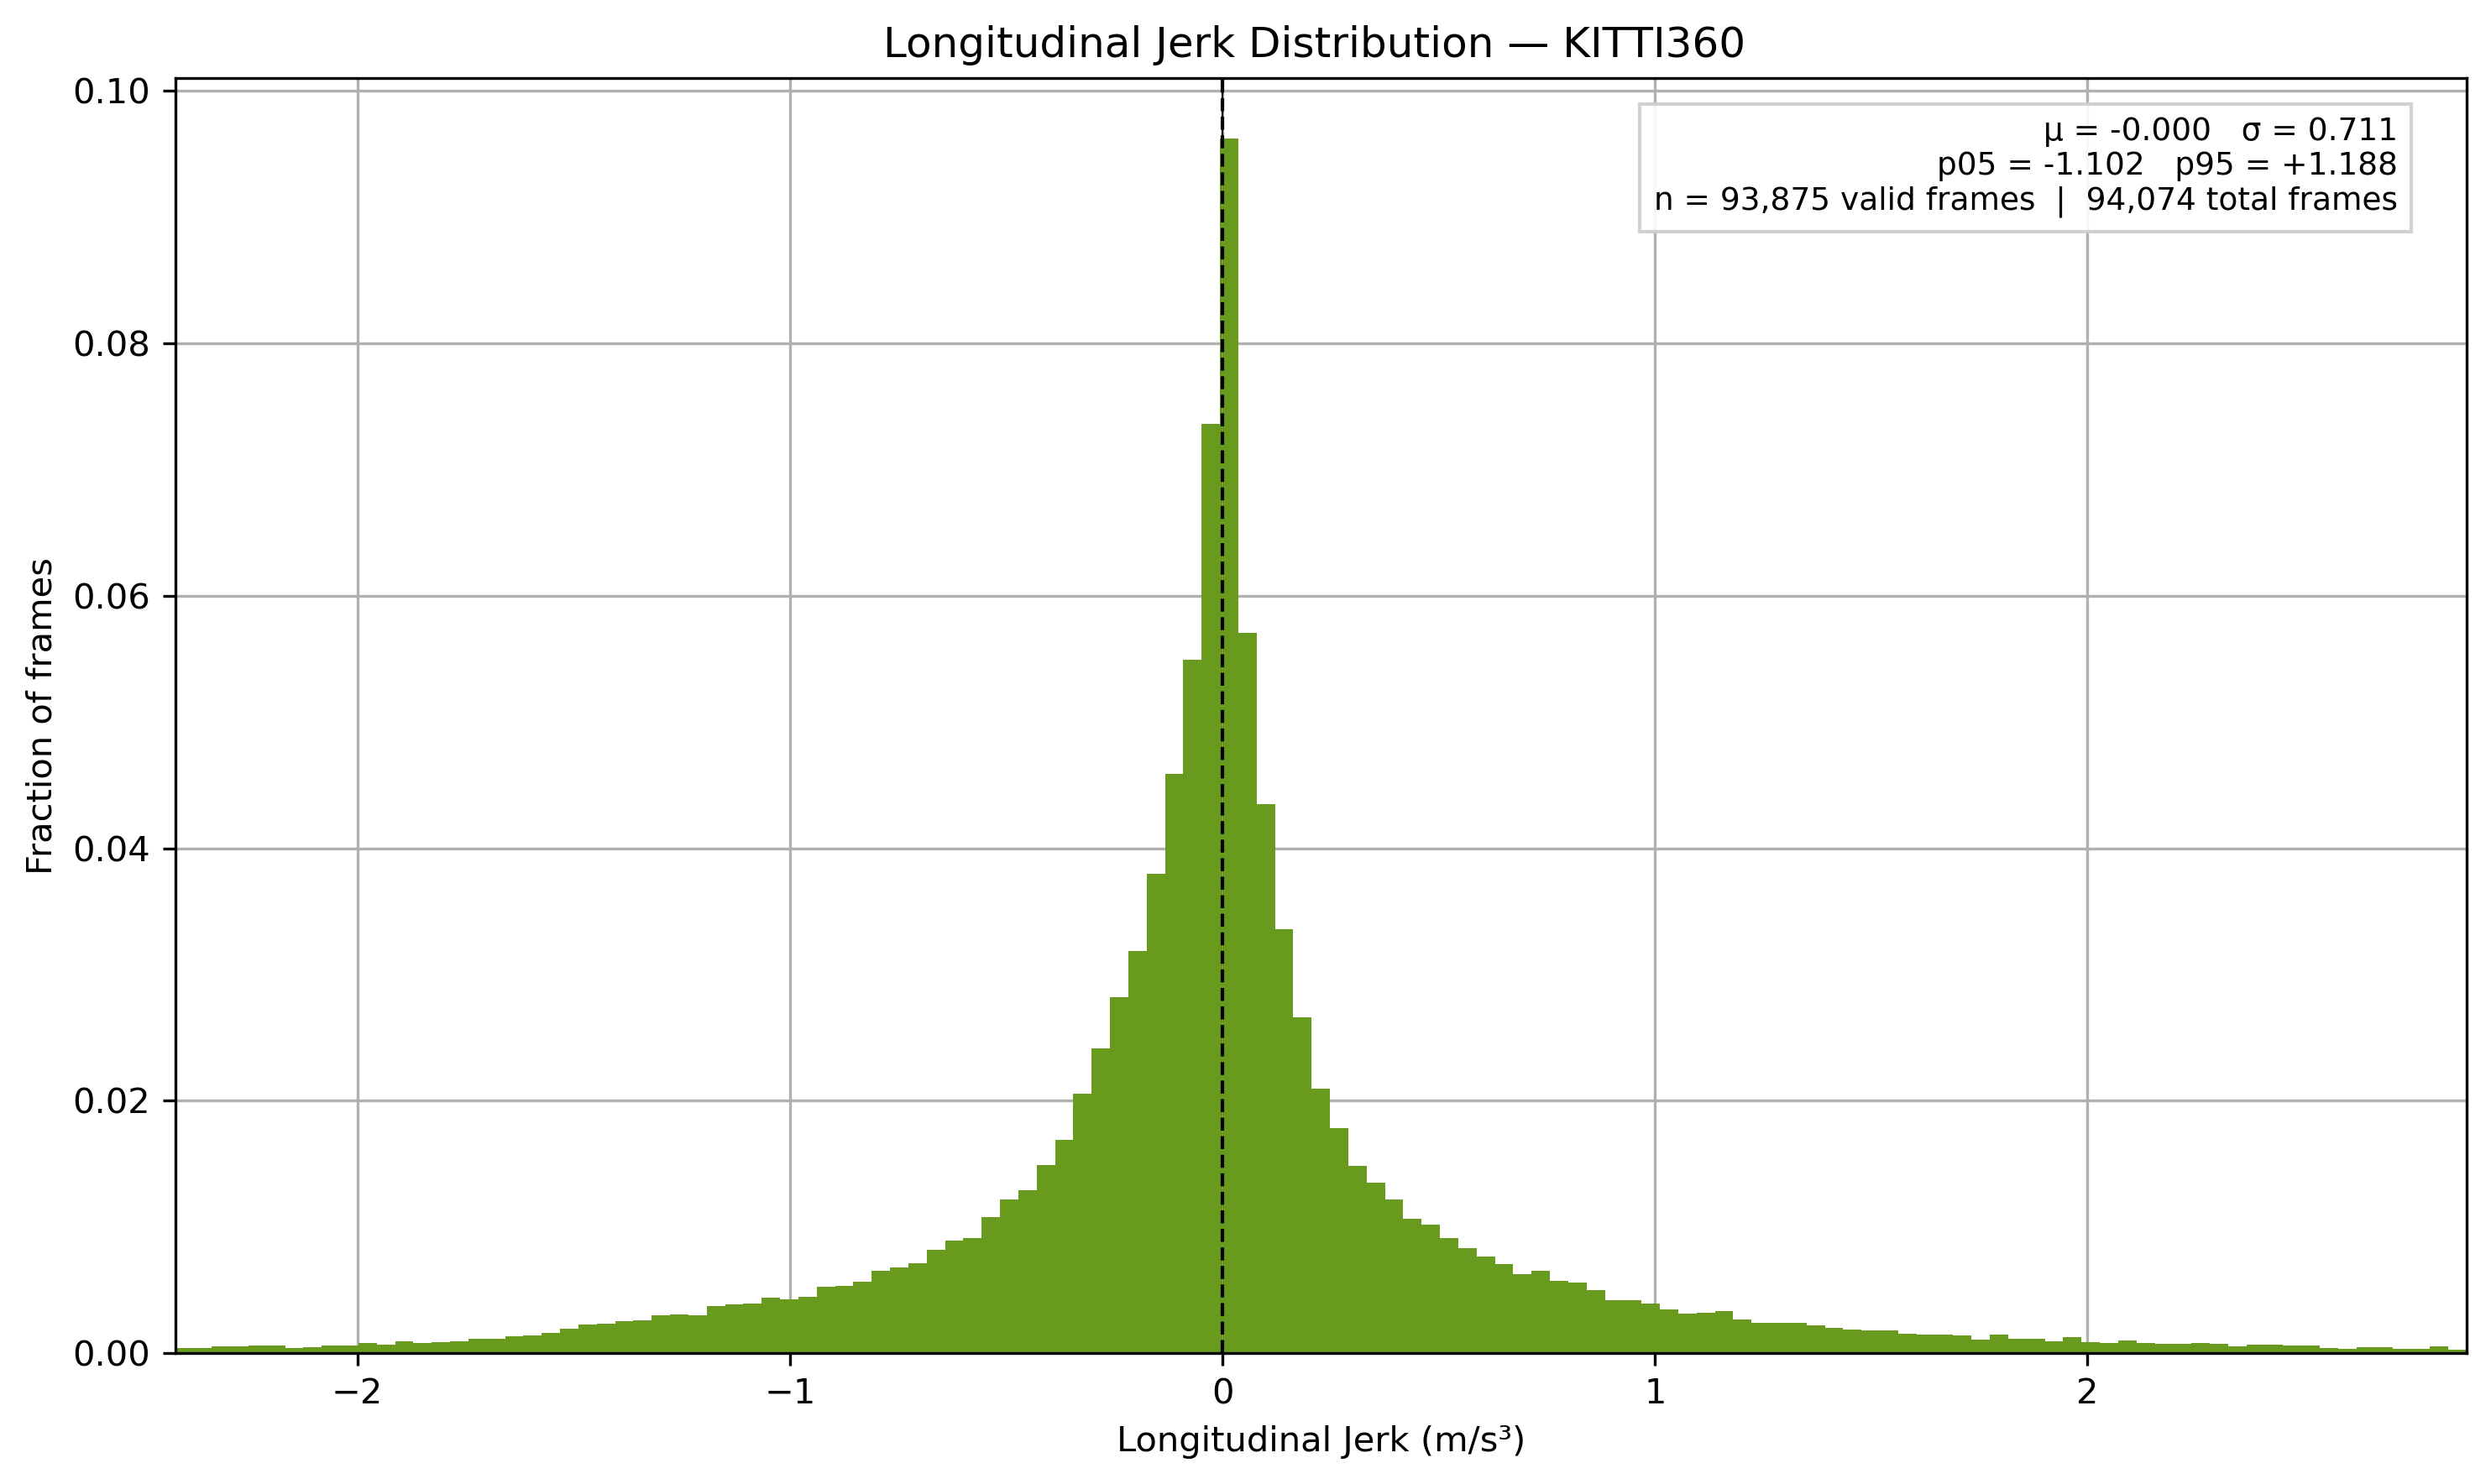 Longitudinal Jerk Distribution — KITTI360
μ = -0.000   σ = 0.711
p05 = -1.102   p95 = +1.188
n = 93,875 valid frames  |  94,074 total frames
0.10
0.08
0.06
0.04
0.02
0.00
Fraction of frames
−2
−1
0
1
2
Longitudinal Jerk (m/s³)